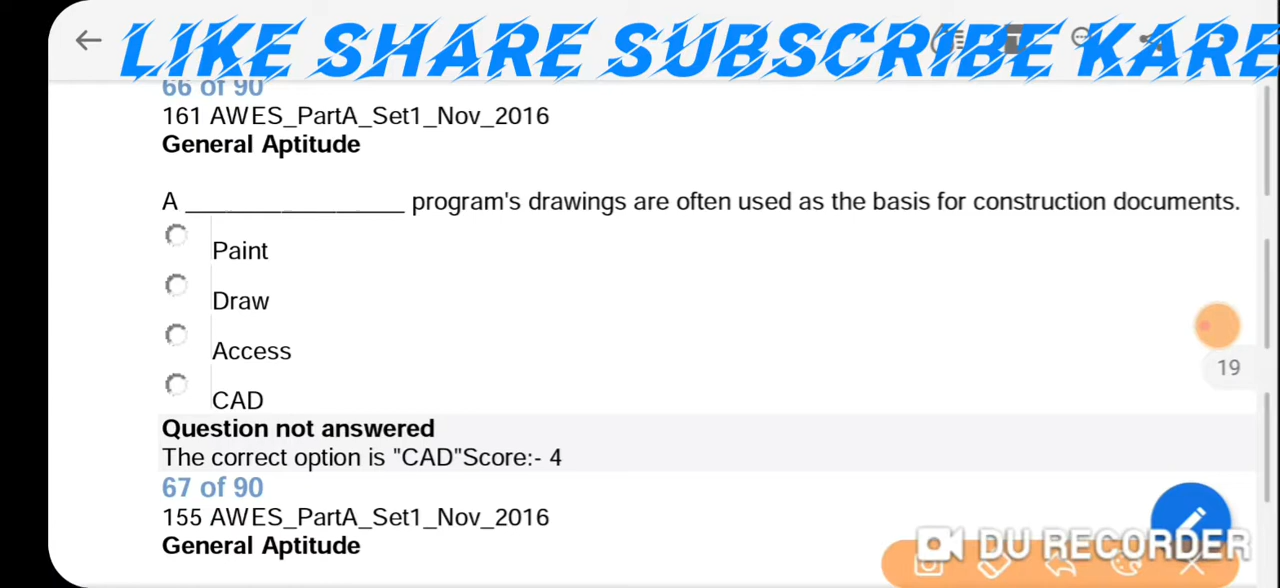 LIKE SHARE SUBSCRIBE KARE
66 of 90
161 AWES_PartA_Set1_Nov_2016
General Aptitude
A ________________ program's drawings are often used as the basis for construction documents.
Paint
Draw
Access
19
CAD
Question not answered
The correct option is "CAD"Score:- 4
67 of 90
155 AWES_PartA_Set1_Nov_2016
General Aptitude
DU RECORDER